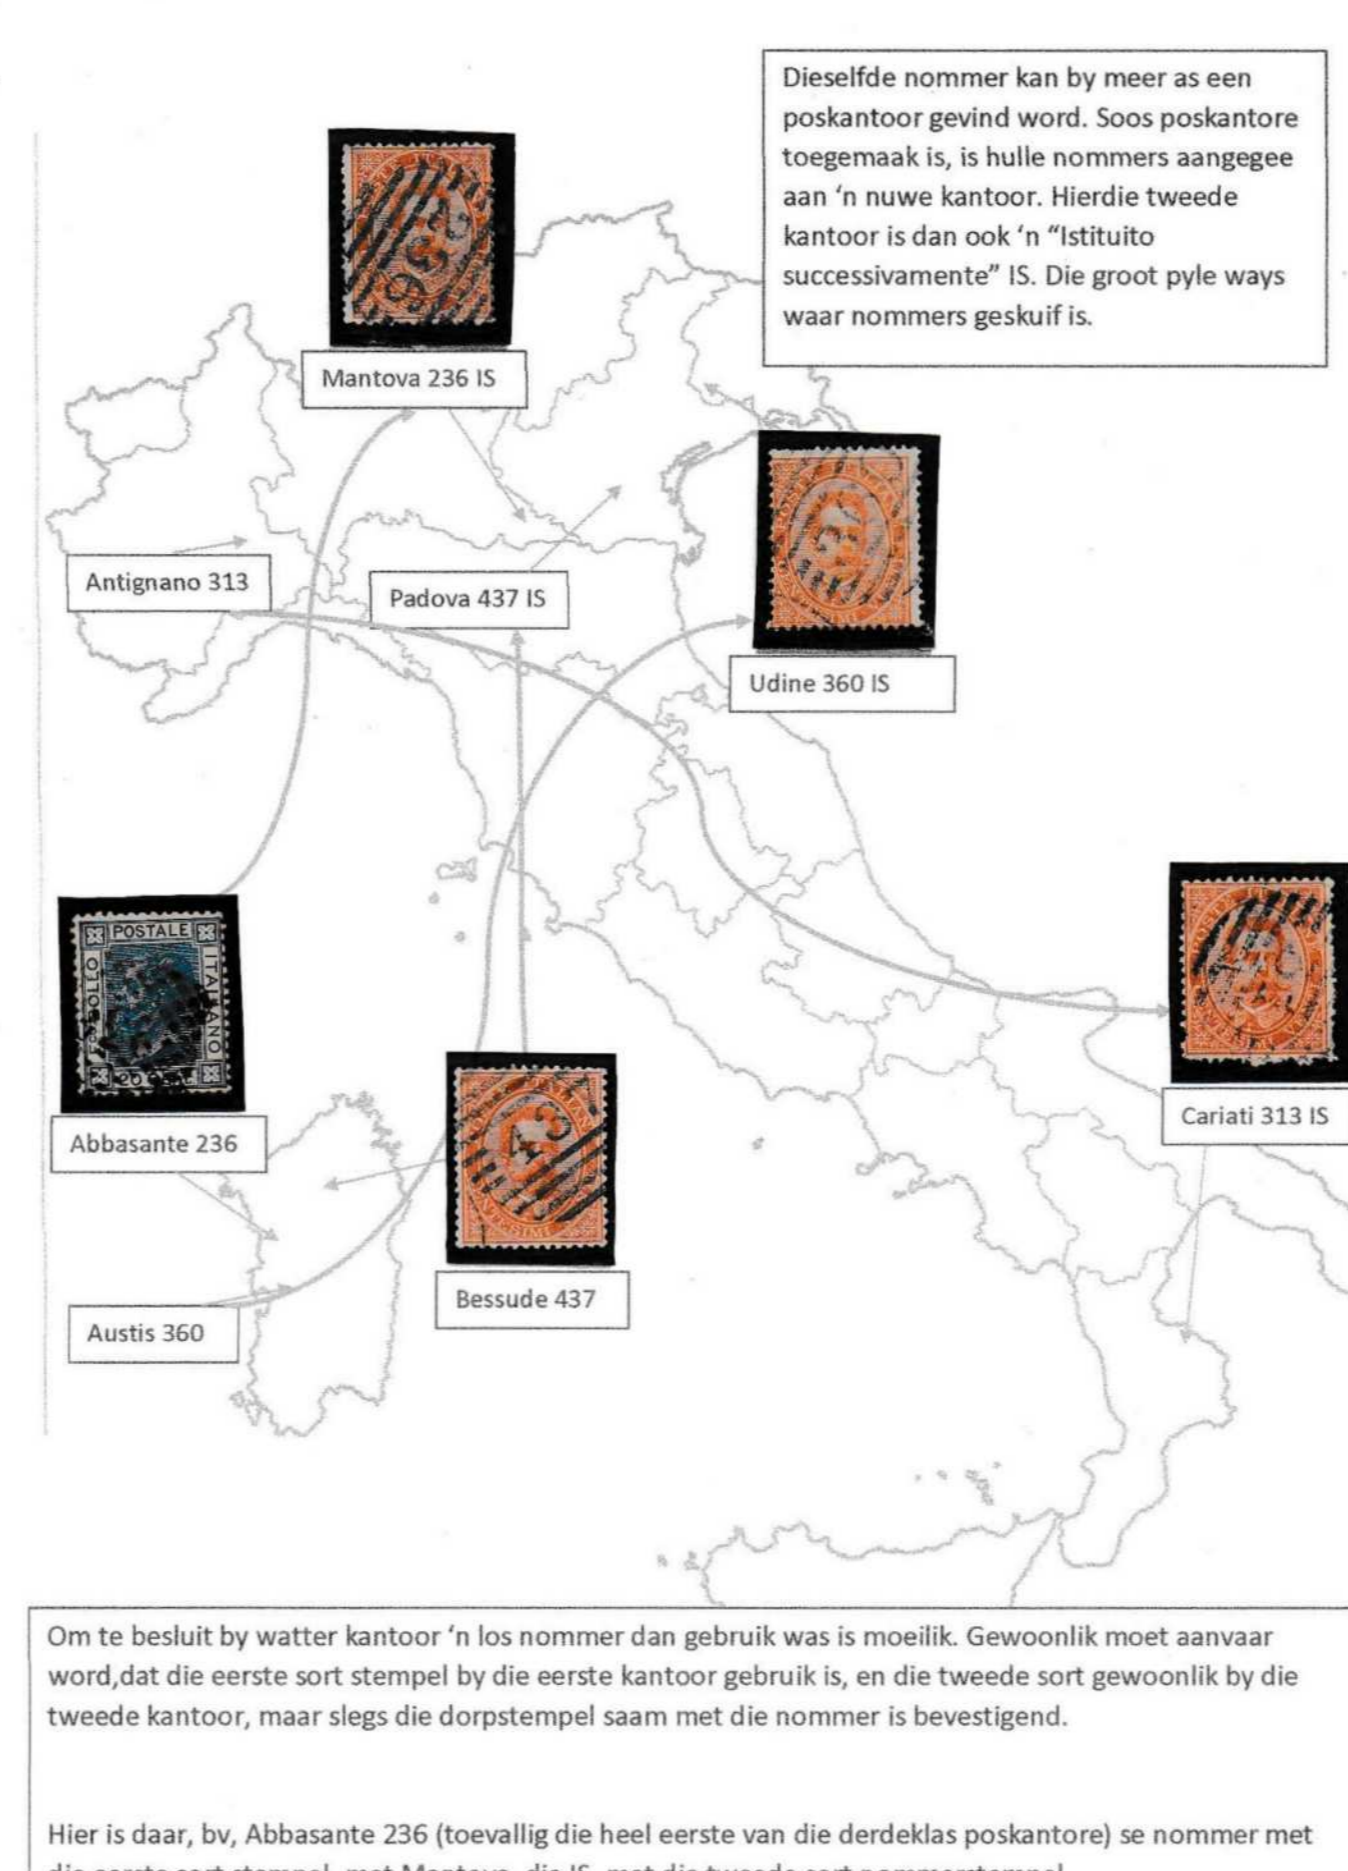 Dieselfde nommer kan by meer as een
poskantoor gevind word. Soos poskantore
toegemaak is, is hulle nommers aangegee
aan 'n nuwe kantoor. Hierdie tweede
kantoor is dan ook 'n "Istituito
successivamente" IS. Die groot pyle ways
waar nommers geskuif is.
Mantova 236 IS
Antignano 313
Padova 437 IS
Udine 360 IS
POSTALE
ITALIANO
Abbasante 236
Cariati 313 IS
Bessude 437
Austis 360
Om te besluit by watter kantoor 'n los nommer dan gebruik was is moeilik. Gewoonlik moet aanvaar
word,dat die eerste sort stempel by die eerste kantoor gebruik is, en die tweede sort gewoonlik by die
tweede kantoor, maar slegs die dorpstempel saam met die nommer is bevestigend.
Hier is daar, bv, Abbasante 236 (toevallig die heel eerste van die derdeklas poskantore) se nommer met